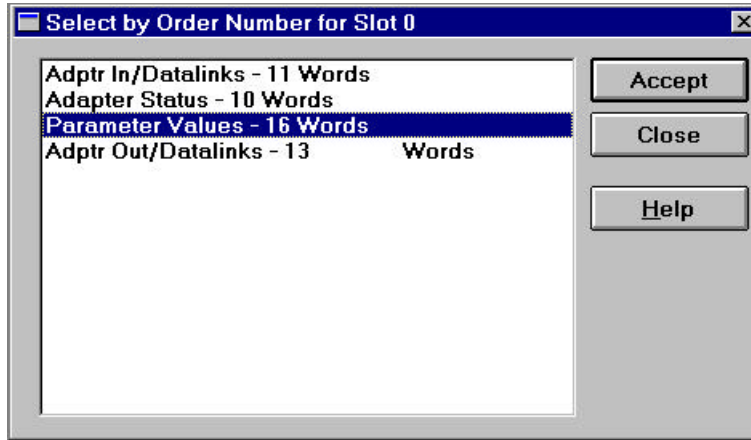 Select by Order Number for Slot 0
Adptr In/Datalinks - 11 Words
Adapter Status - 10 Words
Parameter Values - 16 Words
Adptr Out/Datalinks - 13 Words
Accept
Close
Help